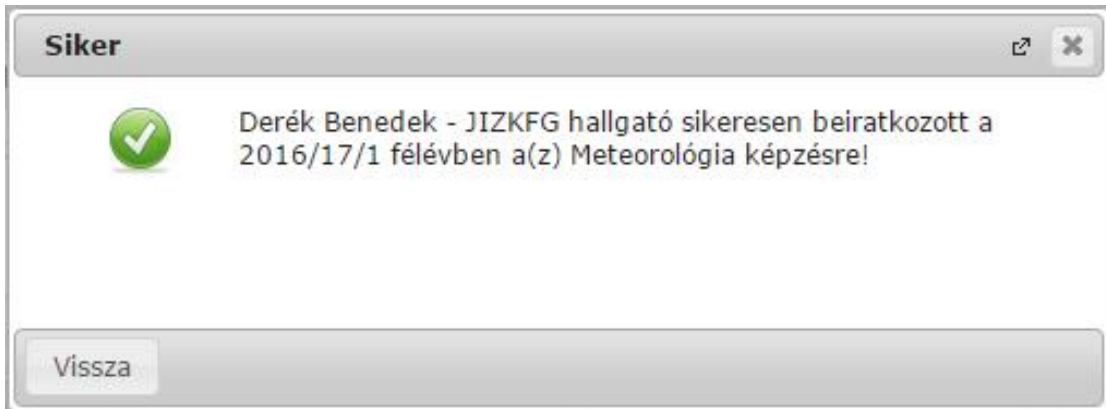 Siker
Derék Benedek - JIZKFG hallgató sikeresen beiratkozott a
2016/17/1 félévben a(z) Meteorológia képzésre!
Vissza